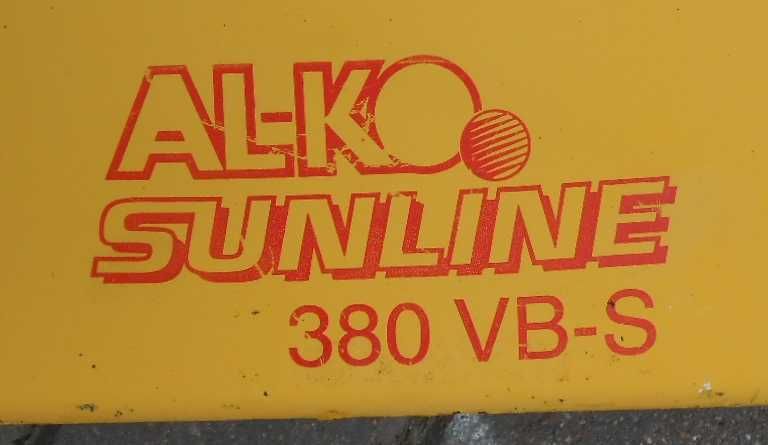 AL-KO
SUNLINE
380 VB-S